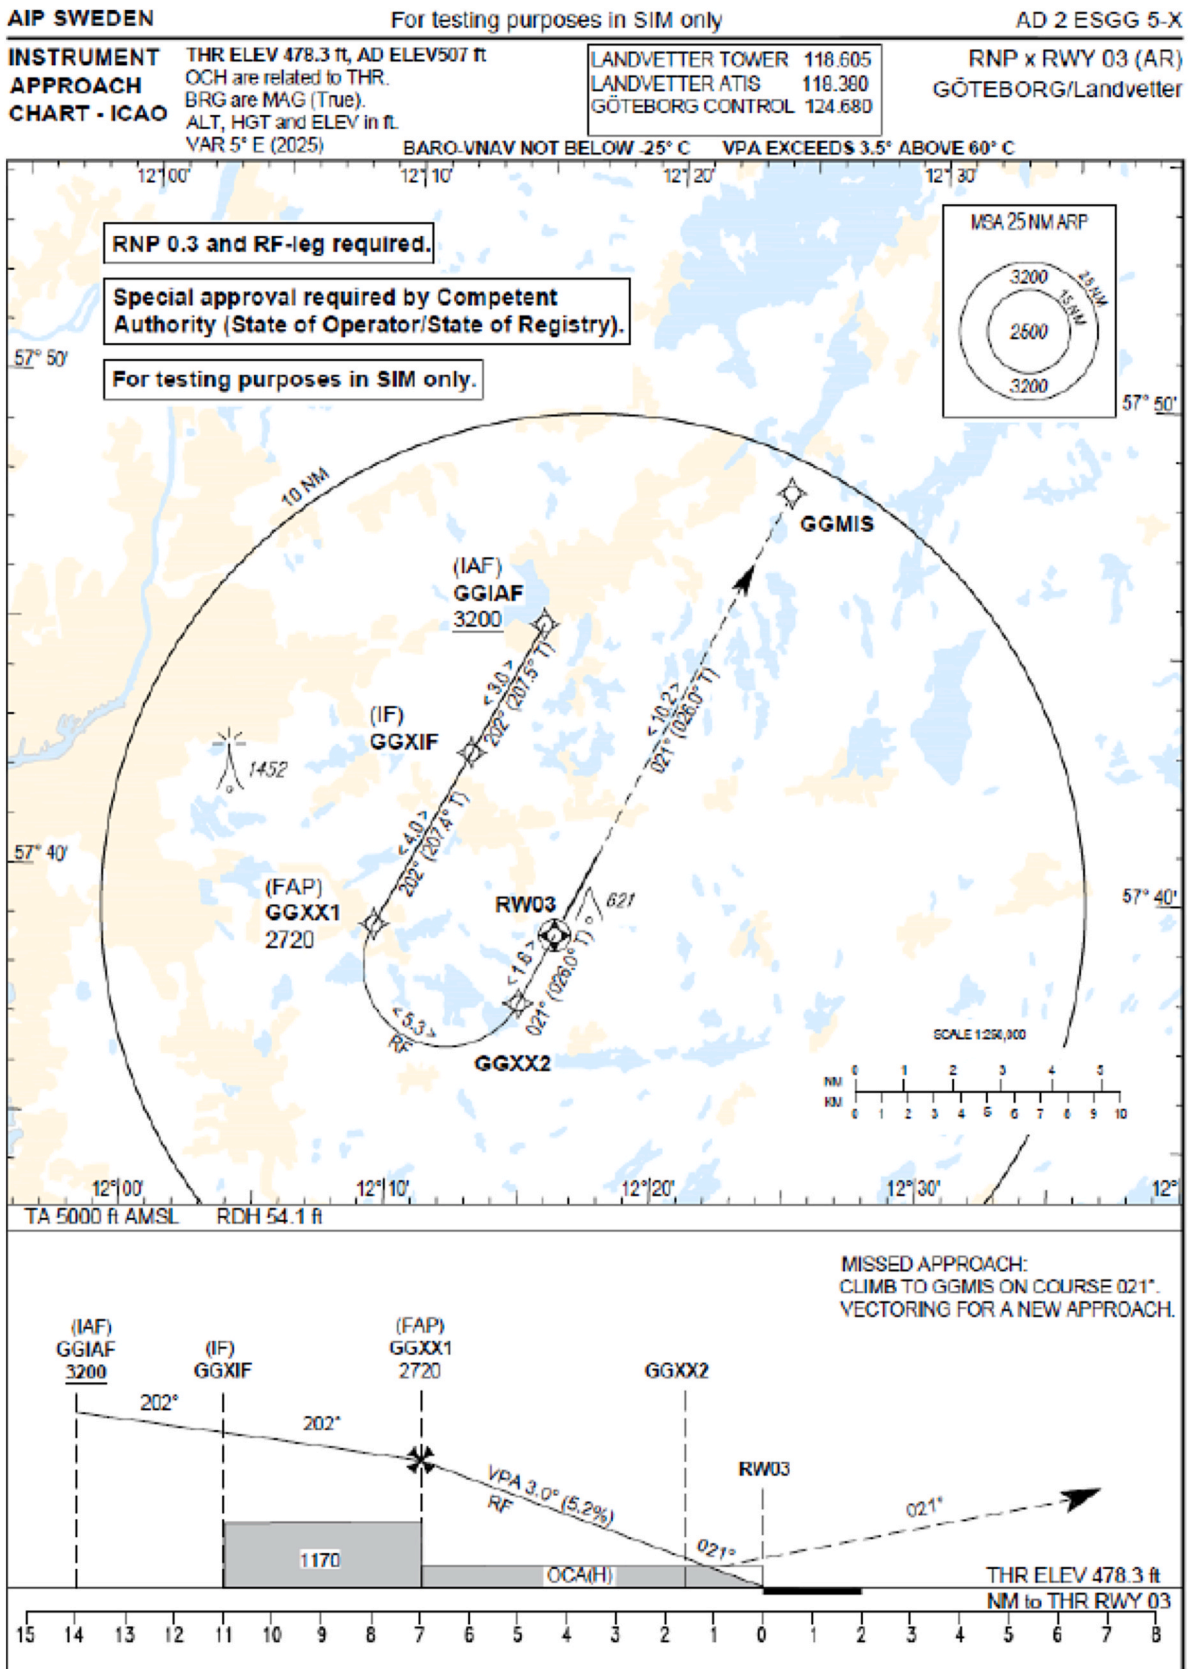 AIP SWEDEN
For testing purposes in SIM only
AD 2 ESGG 5-X
INSTRUMENT
APPROACH
CHART - ICAO
THR ELEV 478.3 ft, AD ELEV507 ft
OCH are related to THR.
BRG are MAG (True).
ALT, HGT and ELEV in ft.
VAR 5° E (2025)
LANDVETTER TOWER 118.605
LANDVETTER ATIS 118.380
GÖTEBORG CONTROL 124.680
RNP x RWY 03 (AR)
GÖTEBORG/Landvetter
BARO-VNAV NOT BELOW -25° C VPA EXCEEDS 3.5° ABOVE 60° C
12°00' 12°10' 12°20' 12°30'
RNP 0.3 and RF-leg required.
Special approval required by Competent
Authority (State of Operator/State of Registry).
For testing purposes in SIM only.
MSA 25 NM ARP
3200
25 NM
15 NM
2500
3200
57° 50'
57° 50'
10 NM
GGMIS
(IAF)
GGIAF
3200
< 3.0 >
202° (207.5° T)
< 10.2 >
021° (026.0° T)
(IF)
GGXIF
1452
< 4.0 >
202° (207.4° T)
57° 40'
57° 40'
(FAP)
GGXX1
2720
RW03
621
< 1.6 >
021° (026.0° T)
< 5.3 >
RF
GGXX2
SCALE 1:250,000
NM 0 1 2 3 4 5
KM 0 1 2 3 4 5 6 7 8 9 10
12°00' 12°10' 12°20' 12°30' 12°
TA 5000 ft AMSL RDH 54.1 ft
MISSED APPROACH:
CLIMB TO GGMIS ON COURSE 021°.
VECTORING FOR A NEW APPROACH.
(IAF)
GGIAF
3200
(IF)
GGXIF
(FAP)
GGXX1
2720
GGXX2
RW03
202°
202°
VPA 3.0° (5.2%)
RF
021°
021°
1170
OCA(H)
THR ELEV 478.3 ft
NM to THR RWY 03
15 14 13 12 11 10 9 8 7 6 5 4 3 2 1 0 1 2 3 4 5 6 7 8